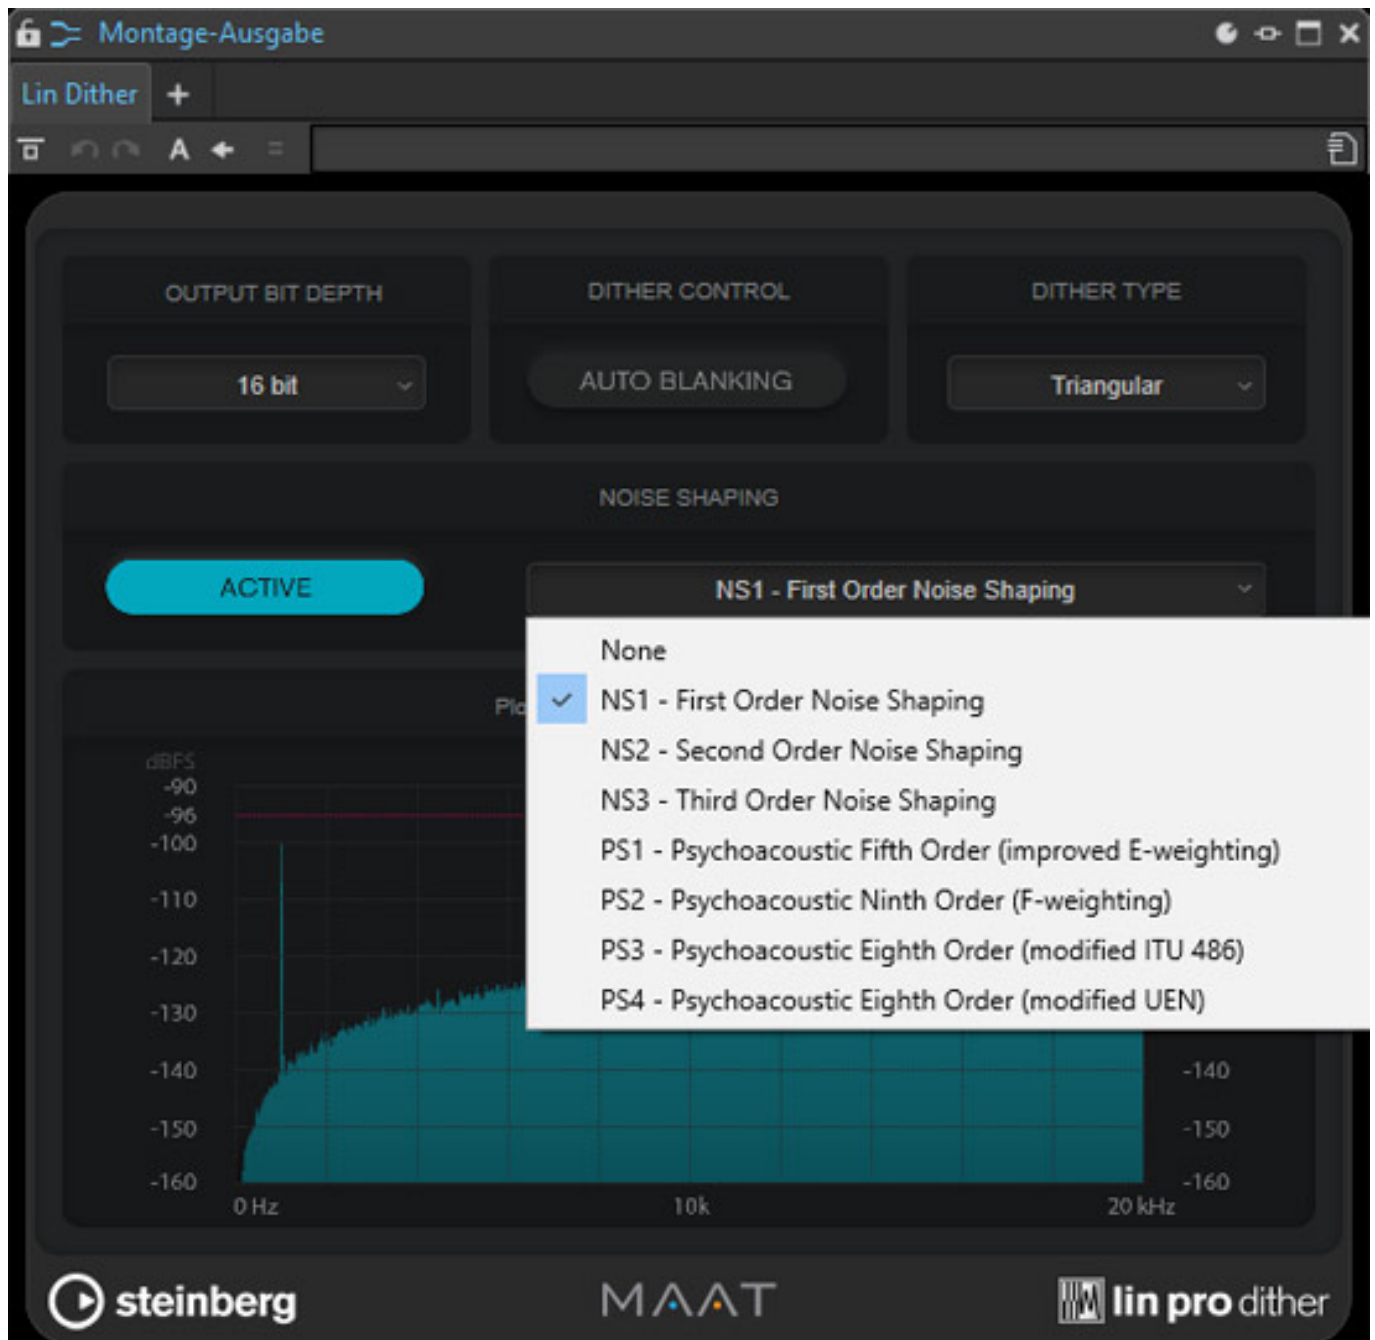 Montage-Ausgabe
Lin Dither +
A
OUTPUT BIT DEPTH DITHER CONTROL DITHER TYPE
16 bit AUTO BLANKING Triangular
NOISE SHAPING
ACTIVE NS1 - First Order Noise Shaping
None
NS1 - First Order Noise Shaping
NS2 - Second Order Noise Shaping
NS3 - Third Order Noise Shaping
PS1 - Psychoacoustic Fifth Order (improved E-weighting)
PS2 - Psychoacoustic Ninth Order (F-weighting)
PS3 - Psychoacoustic Eighth Order (modified ITU 486)
PS4 - Psychoacoustic Eighth Order (modified UEN)
dBFS
-90
-96
-100
-110
-120
-130
-140 -140
-150 -150
-160 -160
0 Hz 10k 20 kHz
steinberg MAAT lin pro dither